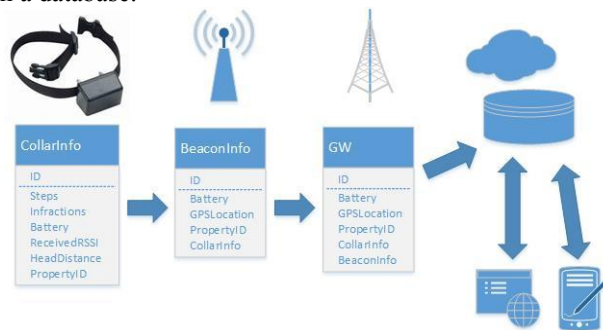 a database.
CollarInfo
ID
Steps
Infractions
Battery
ReceivedRSSI
HeadDistance
PropertyID
BeaconInfo
ID
Battery
GPSLocation
PropertyID
CollarInfo
GW
ID
Battery
GPSLocation
PropertyID
CollarInfo
BeaconInfo